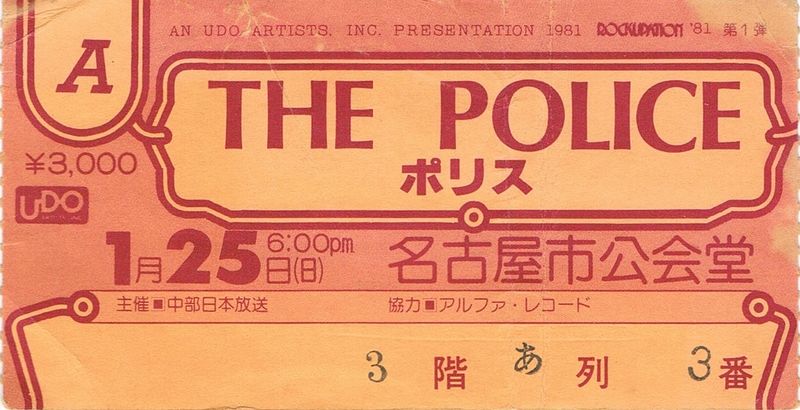 AN UDO ARTISTS, INC. PRESENTATION 1981 ROCKUPATION '81 第1弾
A
THE POLICE
ポリス
¥3,000
UDO
1月25日(日) 6:00pm 名古屋市公会堂
主催■中部日本放送 協力■アルファ・レコード
3階 あ列 3番